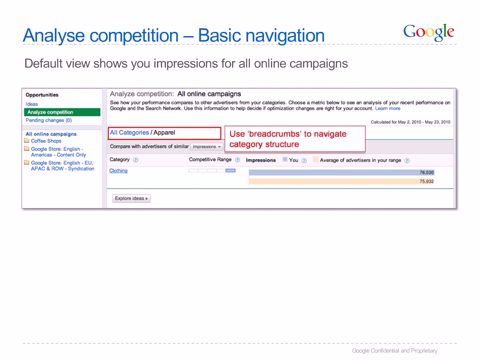 Analyse competition – Basic navigation
Google
Default view shows you impressions for all online campaigns
Opportunities
Ideas
Analyze competition
Pending changes (0)
All online campaigns
Coffee Shops
Google Store: English -
Americas - Content Only
Google Store: English - EU,
APAC & ROW - Syndication
Analyze competition: All online campaigns
See how your performance compares to other advertisers from your categories. Choose a metric below to see an analysis of your recent performance on
Google and the Search Network. Use this information to help decide if optimization changes are right for your account. Learn more
Calculated for May 2, 2010 - May 23, 2010
All Categories / Apparel
Use 'breadcrumbs' to navigate
category structure
Compare with advertisers of similar impressions
Category ? Competitive Range ? Impressions You ? Average of advertisers in your range ?
Clothing
78,530
75,932
Explore ideas
Google Confidential and Proprietary